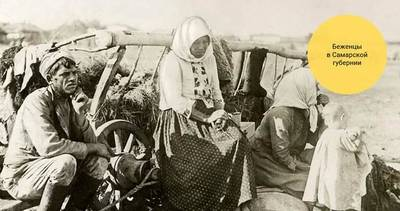 Беженцы
в Самарской
губернии